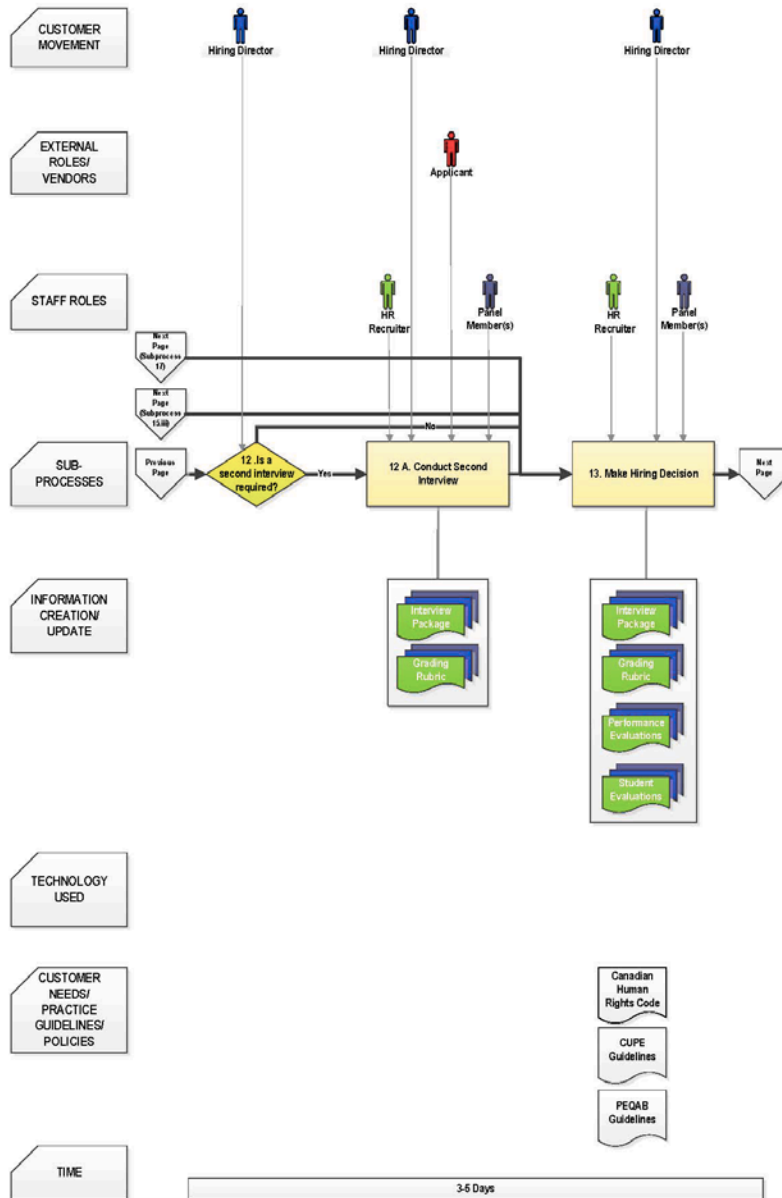 CUSTOMER
MOVEMENT
Hiring Director
Hiring Director
Hiring Director
EXTERNAL
ROLES/
VENDORS
Applicant
STAFF ROLES
HR
Recruiter
Panel
Member(s)
HR
Recruiter
Panel
Member(s)
Next
Page
(Subprocess
17)
Next
Page
(Subprocess
15.iii)
No
SUB-
PROCESSES
Previous
Page
12 .Is a
second interview
required?
Yes
12 A. Conduct Second
Interview
13. Make Hiring Decision
Next
Page
INFORMATION
CREATION/
UPDATE
Interview
Package
Grading
Rubric
Interview
Package
Grading
Rubric
Performance
Evaluations
Student
Evaluations
TECHNOLOGY
USED
CUSTOMER
NEEDS/
PRACTICE
GUIDELINES/
POLICIES
Canadian
Human
Rights Code
CUPE
Guidelines
PEQAB
Guidelines
TIME
3-5 Days